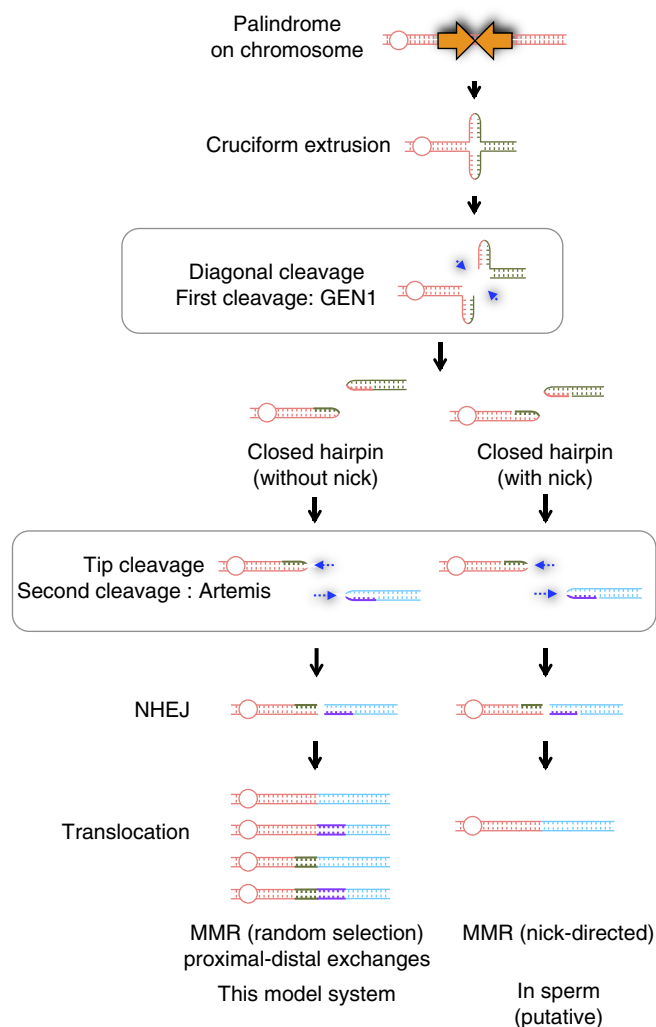 Palindrome
on chromosome
Cruciform extrusion
Diagonal cleavage
First cleavage: GEN1
Closed hairpin
(without nick)
Closed hairpin
(with nick)
Tip cleavage
Second cleavage : Artemis
NHEJ
Translocation
MMR (random selection)
proximal-distal exchanges
This model system
MMR (nick-directed)
In sperm
(putative)